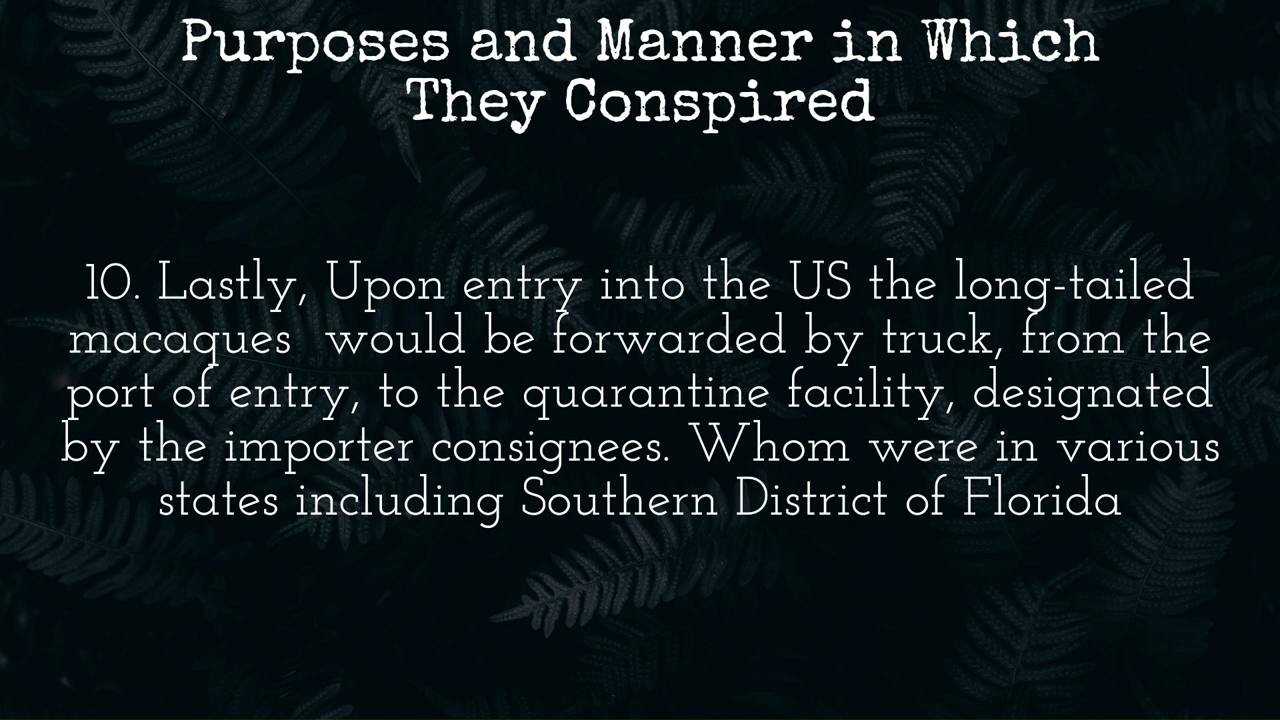 Purposes and Manner in Which
They Conspired
10. Lastly, Upon entry into the US the long-tailed
macaques  would be forwarded by truck, from the
port of entry, to the quarantine facility, designated
by the importer consignees. Whom were in various
states including Southern District of Florida